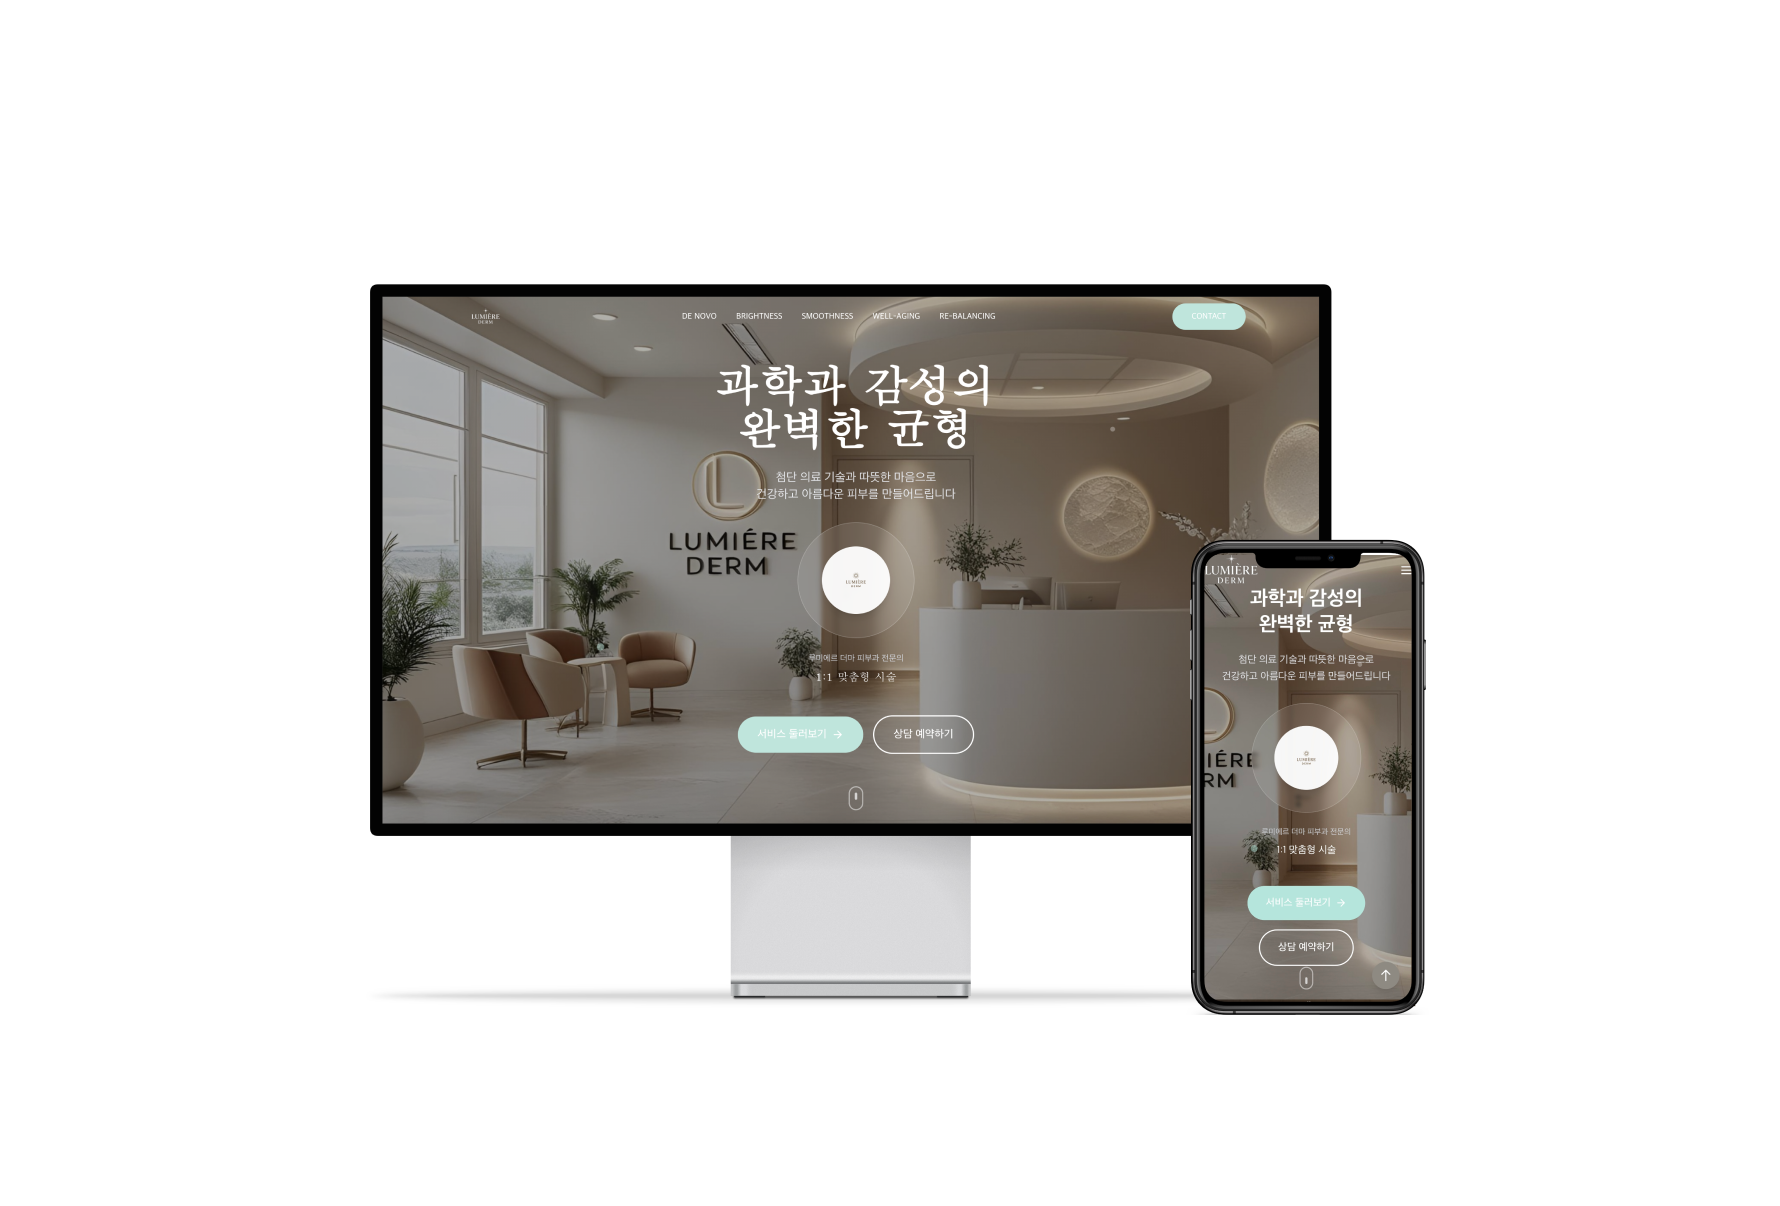 LUMIÈRE
DERM
DE NOVO BRIGHTNESS SMOOTHNESS WELL-AGING RE-BALANCING
CONTACT
과학과 감성의
완벽한 균형
첨단 의료 기술과 따뜻한 마음으로
건강하고 아름다운 피부를 만들어드립니다
LUMIÉRE
DERM
LUMIÈRE
DERM
루미에르 더마 피부과 전문의
1:1 맞춤형 시술
서비스 둘러보기 →
상담 예약하기
LUMIÈRE
DERM
과학과 감성의
완벽한 균형
첨단 의료 기술과 따뜻한 마음으로
건강하고 아름다운 피부를 만들어드립니다
IÉRE
RM
LUMIÈRE
DERM
루미에르 더마 피부과 전문의
1:1 맞춤형 시술
서비스 둘러보기 →
상담 예약하기